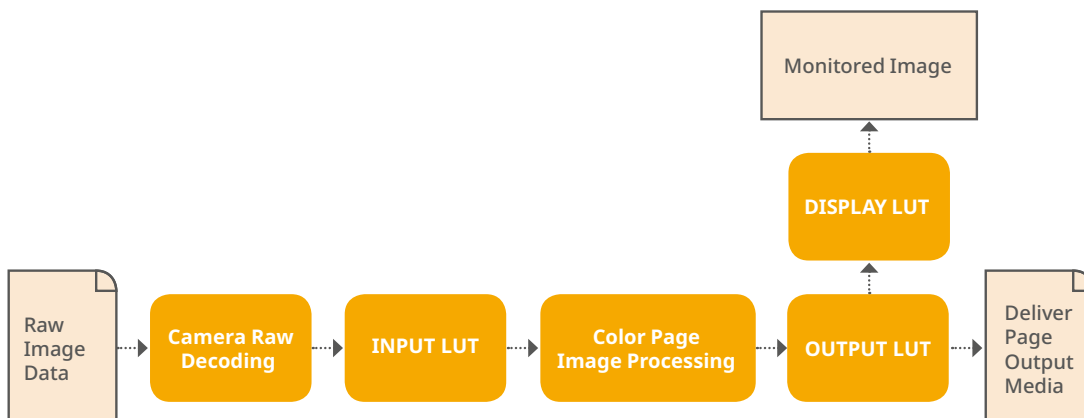 Monitored Image
DISPLAY LUT
Raw
Image
Data
Camera Raw
Decoding
INPUT LUT
Color Page
Image Processing
OUTPUT LUT
Deliver
Page
Output
Media